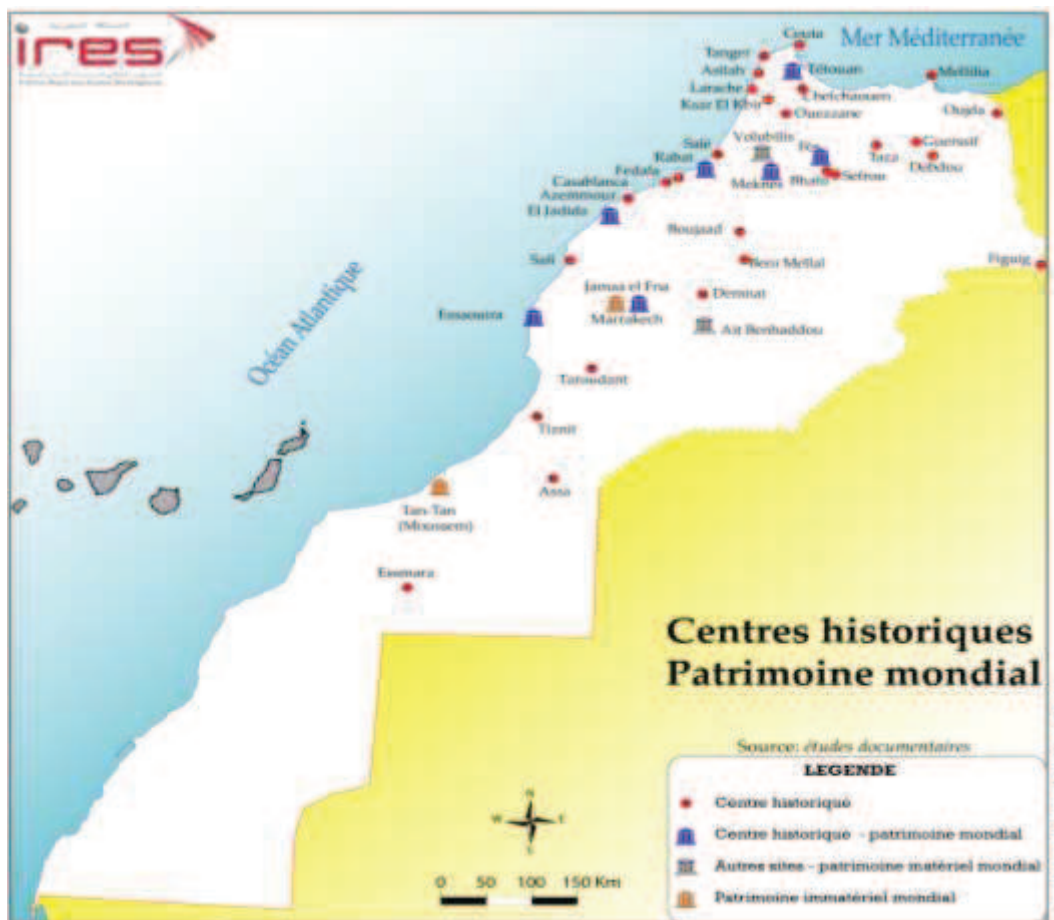 ires
Mer Méditerranée
Ceuta
Tanger
Tétouan
Asilah
Mellilia
Larache
Chefchaouen
Ksar El Kbir
Oujda
Ouezzane
Volubilis
Guersif
Salé
Fès
Taza
Rabat
Debdou
Fedala
Meknès
Bhalil
Sefrou
Casablanca
Azemmour
El Jadida
Boujaad
Safi
Beni Mellal
Figuig
Jamaa el Fna
Demnat
Essaouira
Marrakech
Ait Benhaddou
Océan Atlantique
Taroudant
Tiznit
Assa
Tan-Tan
(Moussem)
Essmara
Centres historiques
Patrimoine mondial
Source: études documentaires
LEGENDE
Centre historique
Centre historique - patrimoine mondial
Autres sites - patrimoine matériel mondial
Patrimoine immatériel mondial
N
W
E
S
0 50 100 150 Km